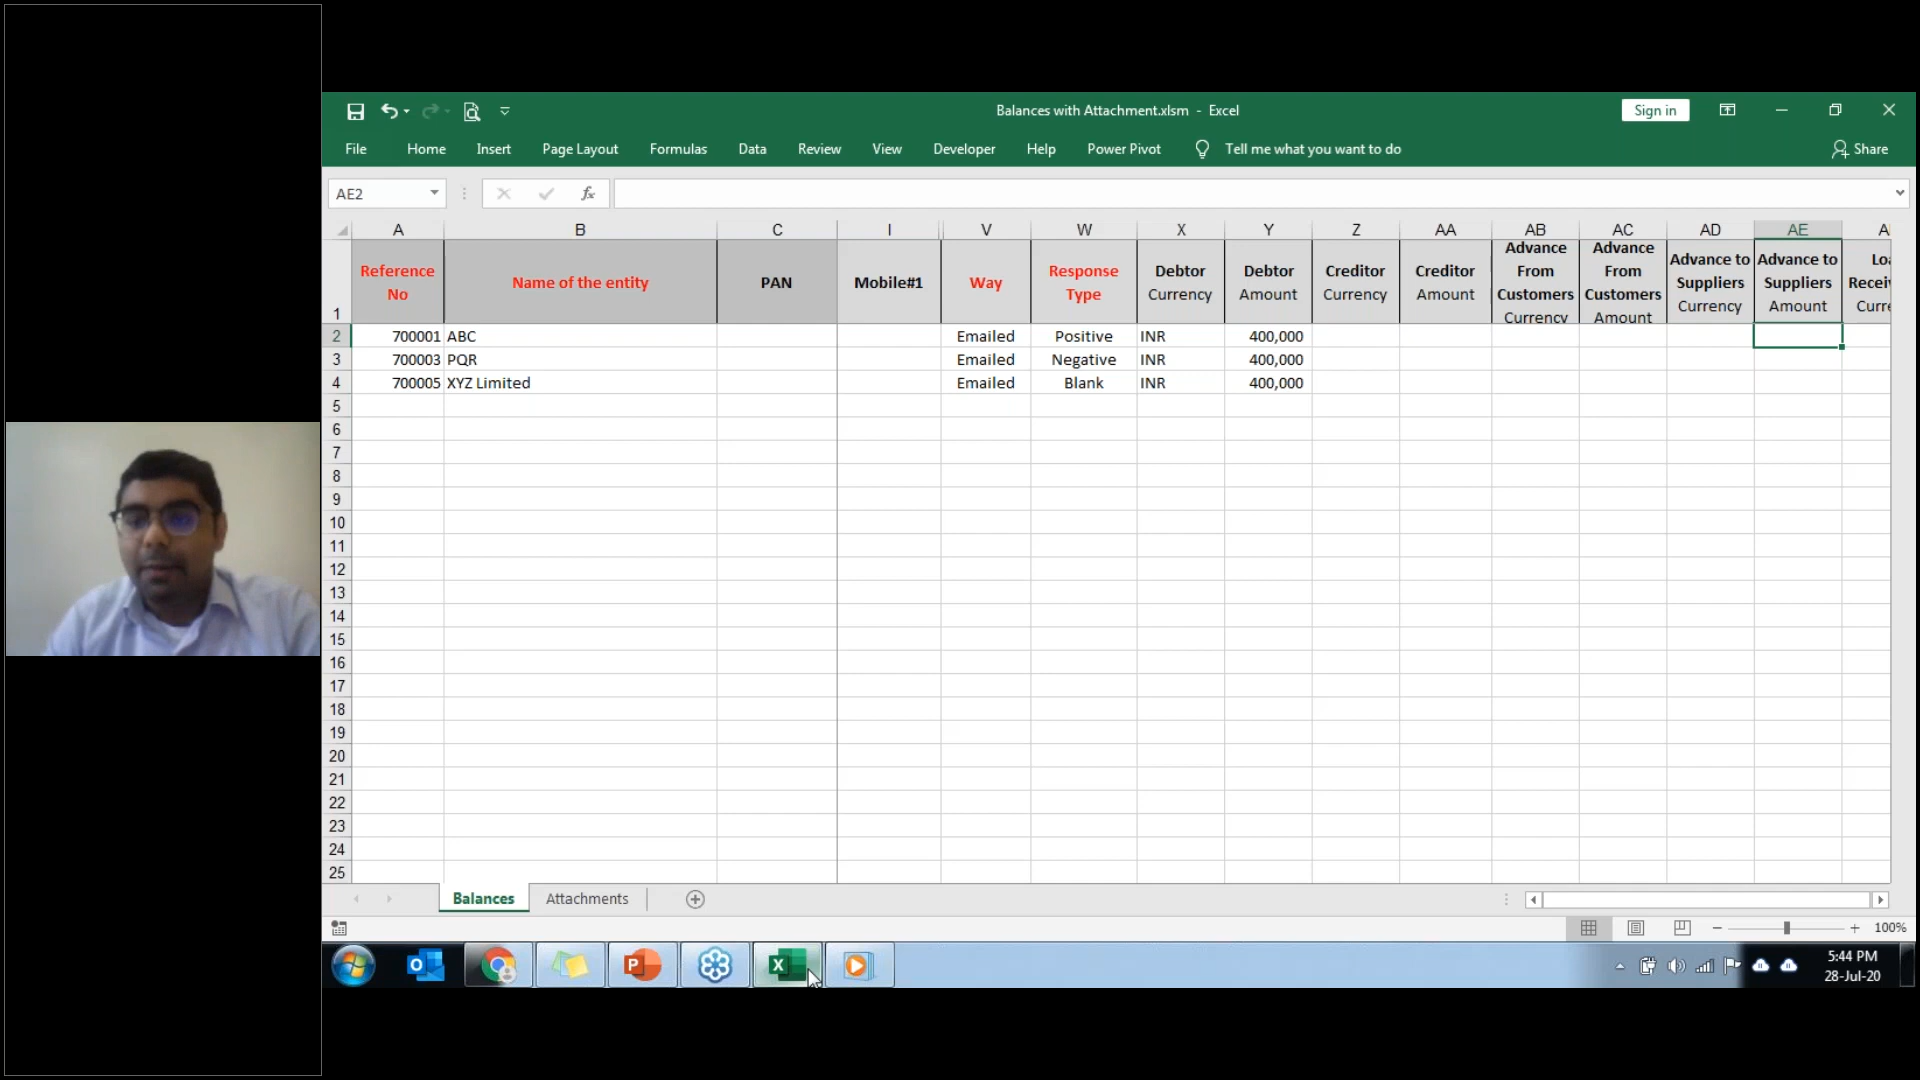 Balances with Attachment.xlsm - Excel
Sign in
File Home Insert Page Layout Formulas Data Review View Developer Help Power Pivot Tell me what you want to do Share
AE2 fx
A B C I V W X Y Z AA AB AC AD AE
1 Reference No Name of the entity PAN Mobile#1 Way Response Type Debtor Currency Debtor Amount Creditor Currency Creditor Amount Advance From Customers Currency Advance From Customers Amount Advance to Suppliers Currency Advance to Suppliers Amount
2 700001 ABC Emailed Positive INR 400,000
3 700003 PQR Emailed Negative INR 400,000
4 700005 XYZ Limited Emailed Blank INR 400,000
5
6
7
8
9
10
11
12
13
14
15
16
17
18
19
20
21
22
23
24
25
Balances Attachments
100%
5:44 PM
28-Jul-20